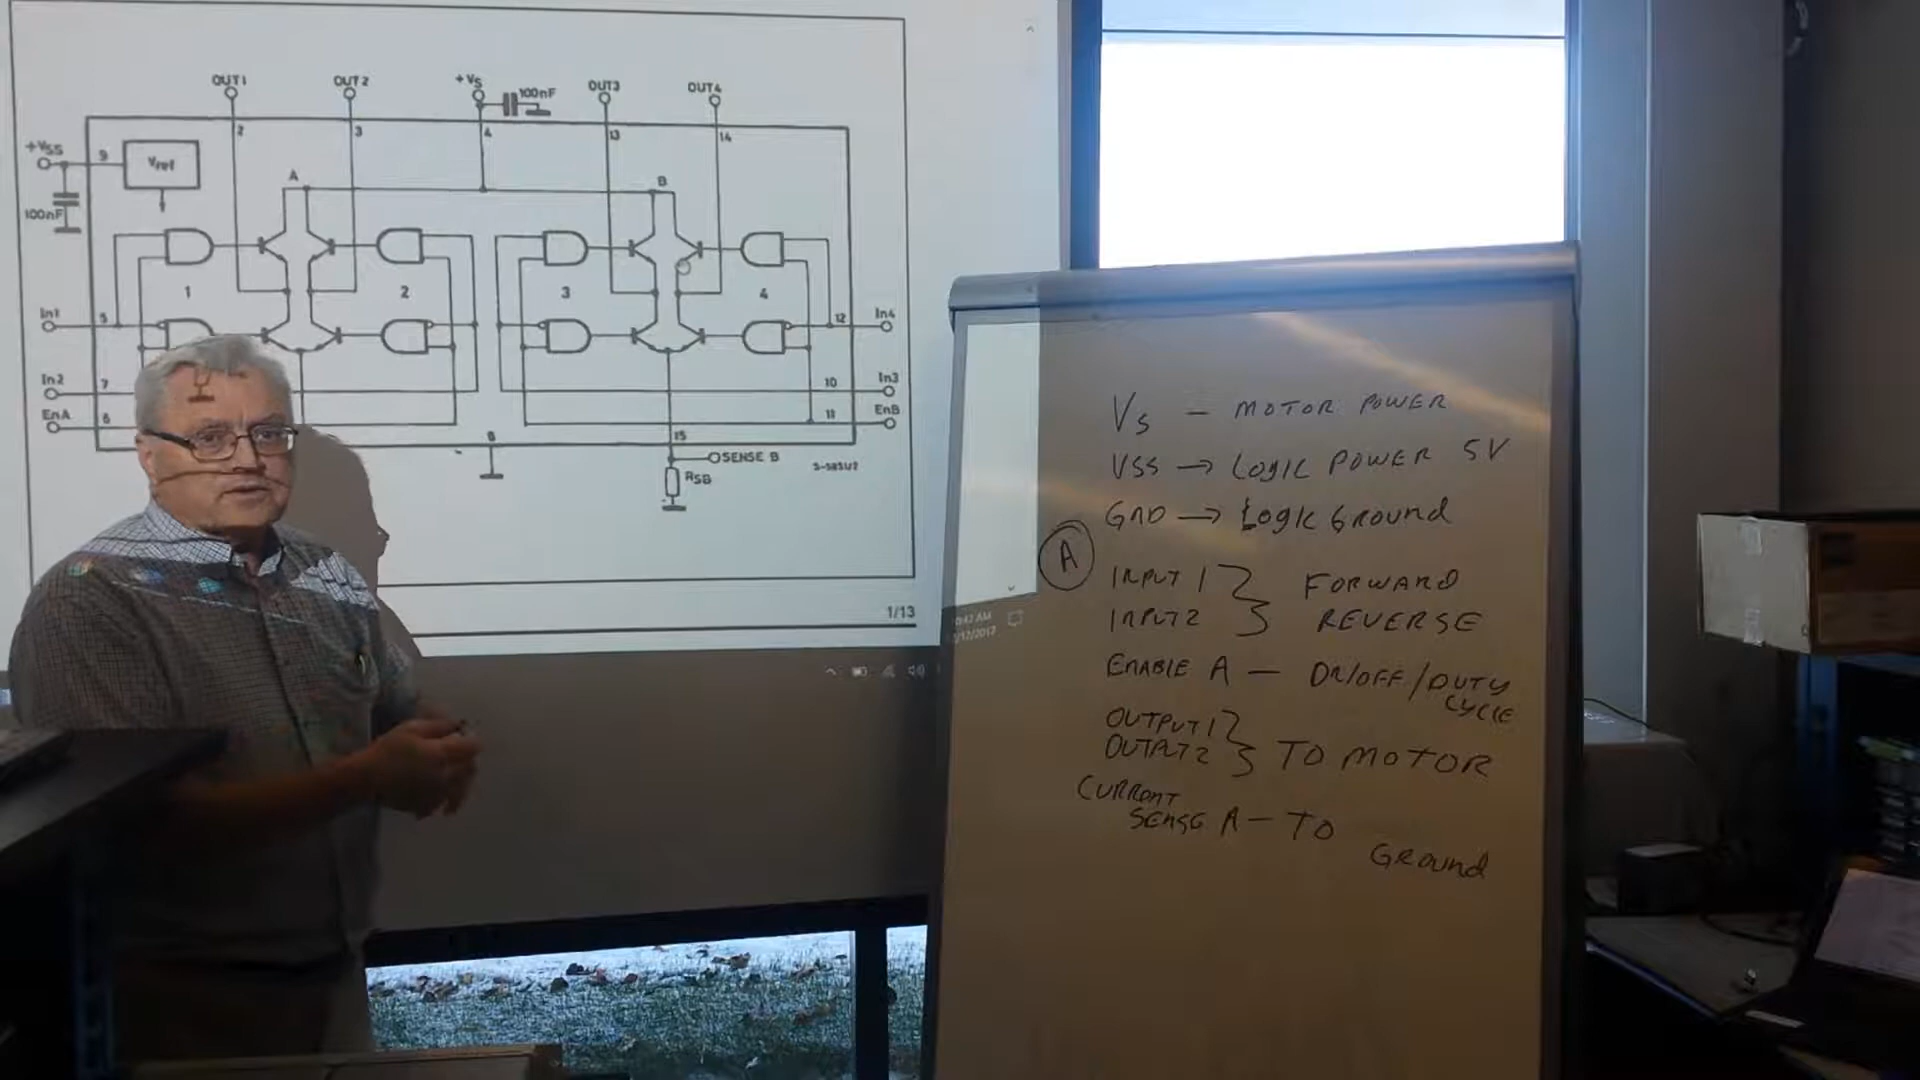 OUT1 OUT2 +Vs 100nF OUT3 OUT4
2 3 4 13 14
+Vss 9 Vref
A B
100nF
1 2 3 4
In1 5 12 In4
In2 7 10 In3
EnA 6 11 EnB
8 15
SENSE B
RSB
S-5851/2
1/13
Vs - MOTOR POWER
VSS → LOGIC POWER 5V
GND → LOGIC GROUND
A
INPUT 1 } FORWARD
INPUT 2 } REVERSE
ENABLE A - ON/OFF/DUTY
CYCLE
OUTPUT 1 }
OUTPUT 2 } TO MOTOR
CURRENT
SENSE A - TO
GROUND